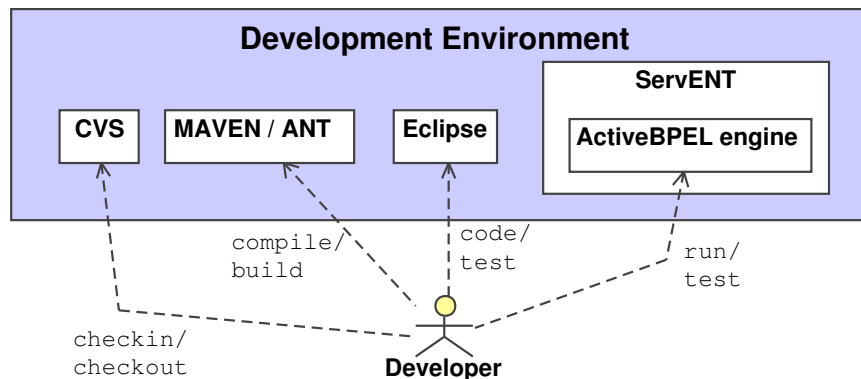 Development Environment
ServENT
CVS
MAVEN / ANT
Eclipse
ActiveBPEL engine
compile/
build
code/
test
run/
test
checkin/
checkout
Developer